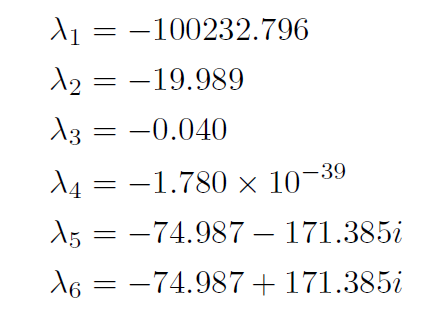 λ₁ = −100232.796
λ₂ = −19.989
λ₃ = −0.040
λ₄ = −1.780 × 10⁻³⁹
λ₅ = −74.987 − 171.385i
λ₆ = −74.987 + 171.385i